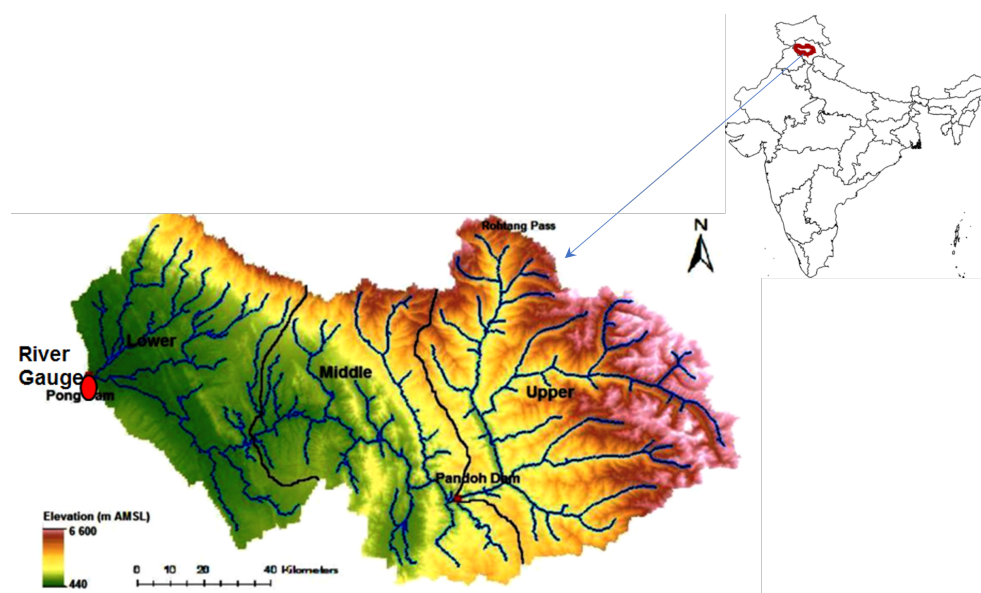 N
Rohtang Pass
Lower
Middle
Upper
River
Gauge
Pong Dam
Pandoh Dam
Elevation (m AMSL)
6 600
440
0 10 20 40 Kilometers